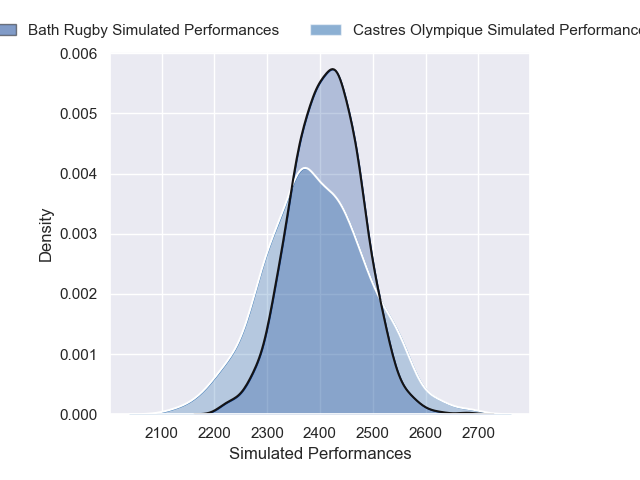 Bath Rugby Simulated Performances
Castres Olympique Simulated Performanc
0.006
0.005
0.004
0.003
0.002
0.001
0.000
Density
2100 2200 2300 2400 2500 2600 2700
Simulated Performances